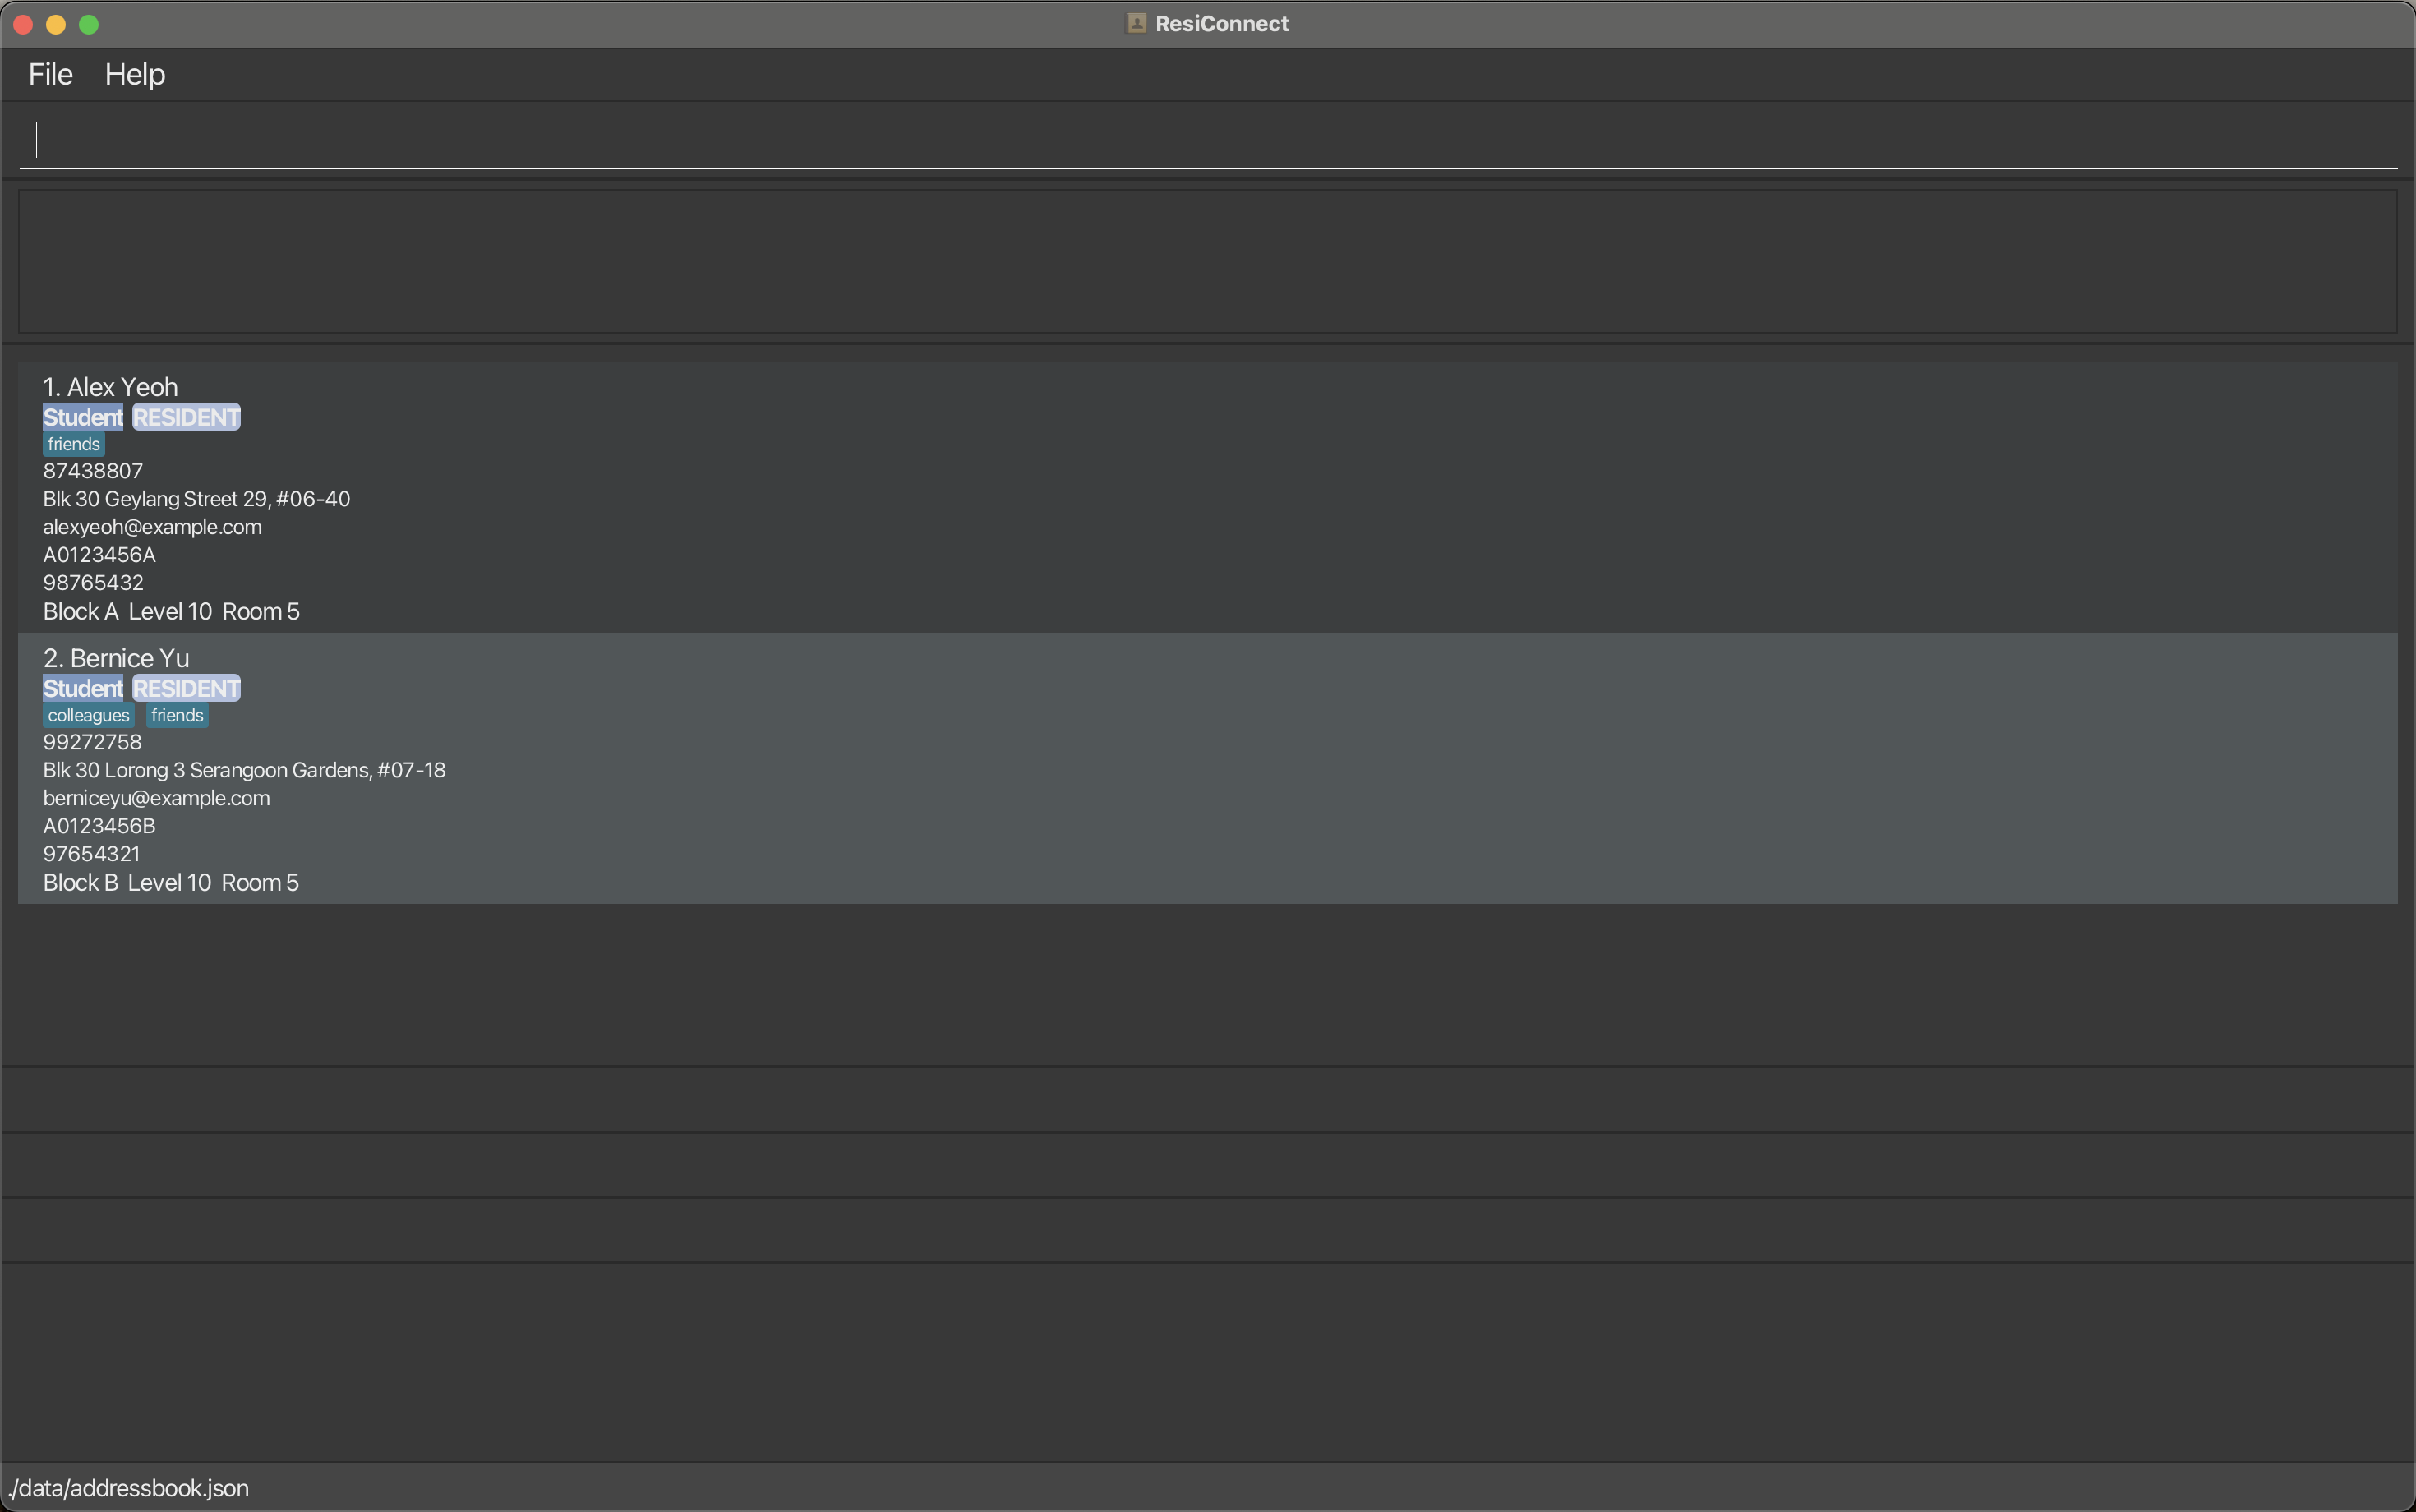 ResiConnect
File Help
1. Alex Yeoh
Student RESIDENT
friends
87438807
Blk 30 Geylang Street 29, #06-40
alexyeoh@example.com
A0123456A
98765432
Block A Level 10 Room 5
2. Bernice Yu
Student RESIDENT
colleagues friends
99272758
Blk 30 Lorong 3 Serangoon Gardens, #07-18
berniceyu@example.com
A0123456B
97654321
Block B Level 10 Room 5
./data/addressbook.json